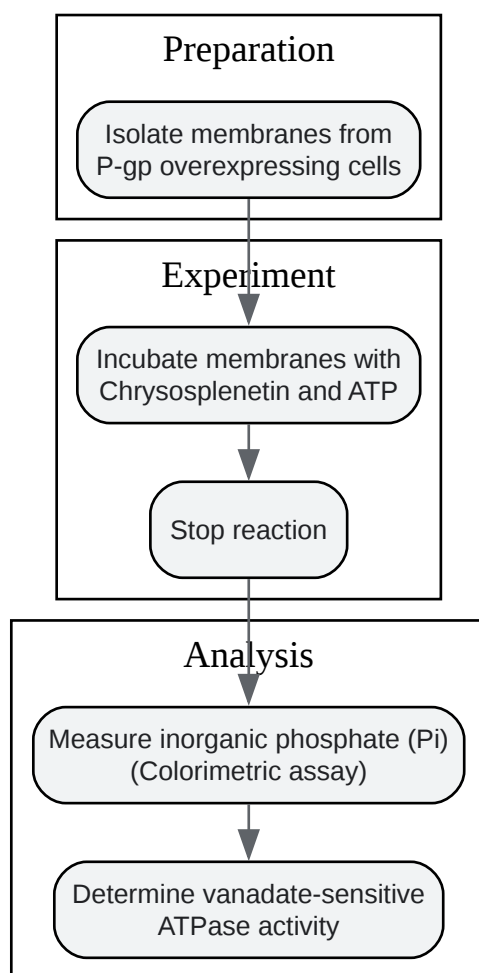 Preparation
Isolate membranes from
P-gp overexpressing cells
Experiment
Incubate membranes with
Chrysosplenetin and ATP
Stop reaction
Analysis
Measure inorganic phosphate (Pi)
(Colorimetric assay)
Determine vanadate-sensitive
ATPase activity